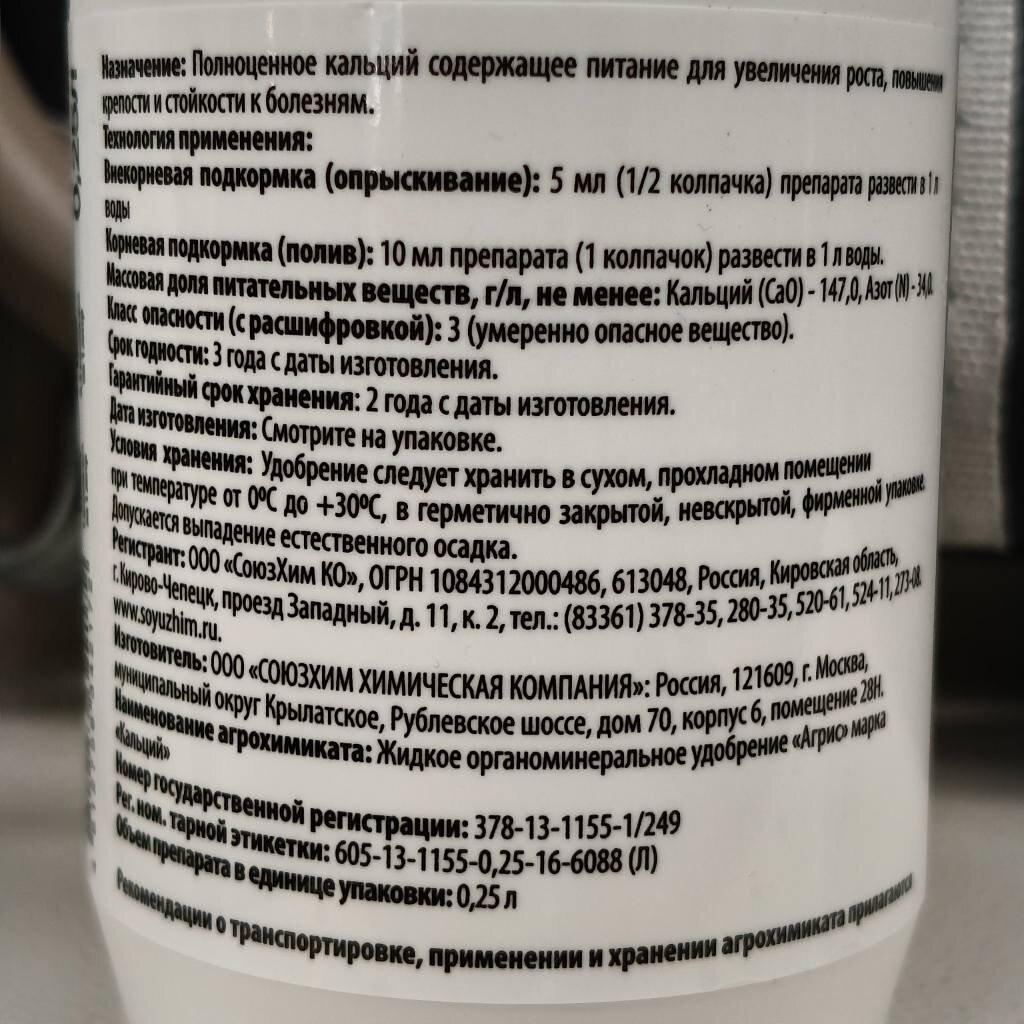 Назначение: Полноценное кальций содержащее питание для увеличения роста, повышения
крепости и стойкости к болезням.
Технология применения:
Внекорневая подкормка (опрыскивание): 5 мл (1/2 колпачка) препарата развести в 1 л
воды
Корневая подкормка (полив): 10 мл препарата (1 колпачок) развести в 1 л воды.
Массовая доля питательных веществ, г/л, не менее: Кальций (CaO) - 147,0, Азот (N) - 34,0.
Класс опасности (с расшифровкой): 3 (умеренно опасное вещество).
Срок годности: 3 года с даты изготовления.
Гарантийный срок хранения: 2 года с даты изготовления.
Дата изготовления: Смотрите на упаковке.
Условия хранения: Удобрение следует хранить в сухом, прохладном помещении
при температуре от 0ºС до +30ºС, в герметично закрытой, невскрытой, фирменной упаковке.
Допускается выпадение естественного осадка.
Регистрант: ООО «СоюзХим КО», ОГРН 1084312000486, 613048, Россия, Кировская область,
г. Кирово-Чепецк, проезд Западный, д. 11, к. 2, тел.: (83361) 378-35, 280-35, 520-61, 524-11, 273-08.
www.soyuzhim.ru.
Изготовитель: ООО «СОЮЗХИМ ХИМИЧЕСКАЯ КОМПАНИЯ»: Россия, 121609, г. Москва,
муниципальный округ Крылатское, Рублевское шоссе, дом 70, корпус 6, помещение 28Н.
Наименование агрохимиката: Жидкое органоминеральное удобрение «Агрис» марка
«Кальций»
Номер государственной регистрации: 378-13-1155-1/249
Рег. ном. тарной этикетки: 605-13-1155-0,25-16-6088 (Л)
Объем препарата в единице упаковки: 0,25 л
Рекомендации о транспортировке, применении и хранении агрохимиката прилагаются